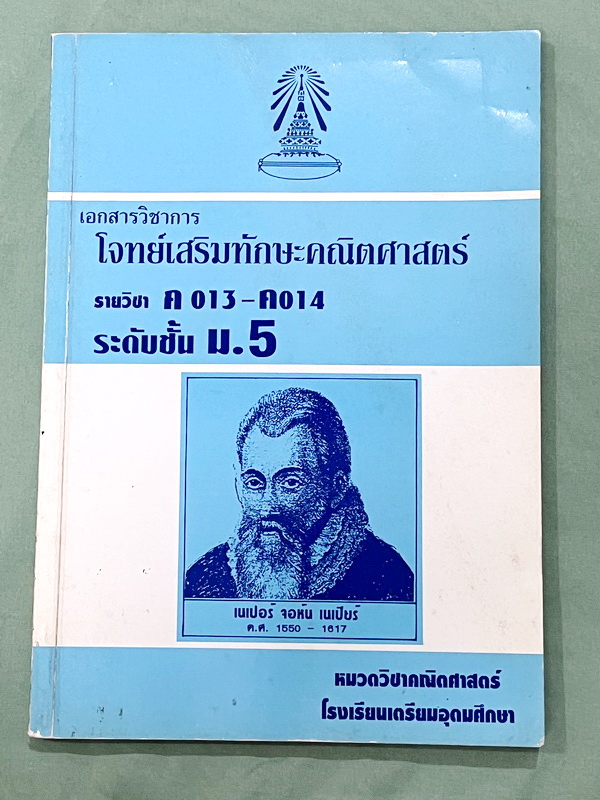 เอกสารวิชาการ
โจทย์เสริมทักษะคณิตศาสตร์
รายวิชา ค 013 - ค014
ระดับชั้น ม.5
เนเปอร์ จอห์น เนเปียร์
ค.ศ. 1550 - 1617
หมวดวิชาคณิตศาสตร์
โรงเรียนเตรียมอุดมศึกษา